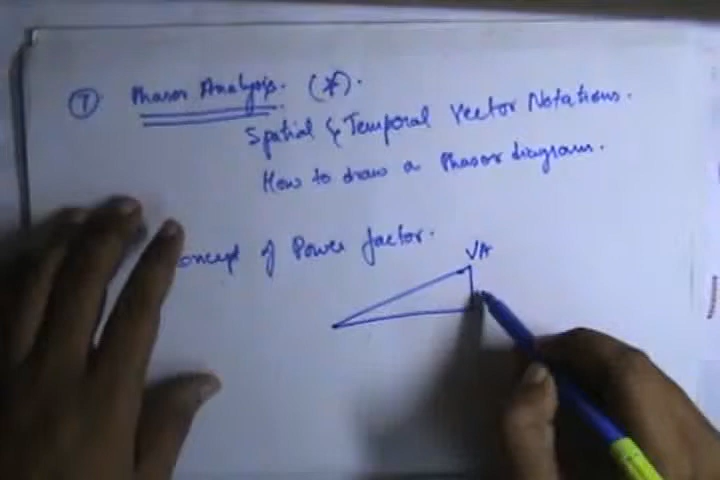 ① Phasor Analysis. (*).
Spatial & Temporal Vector Notations.
How to draw a Phasor diagram.
oncept of Power factor.
VA